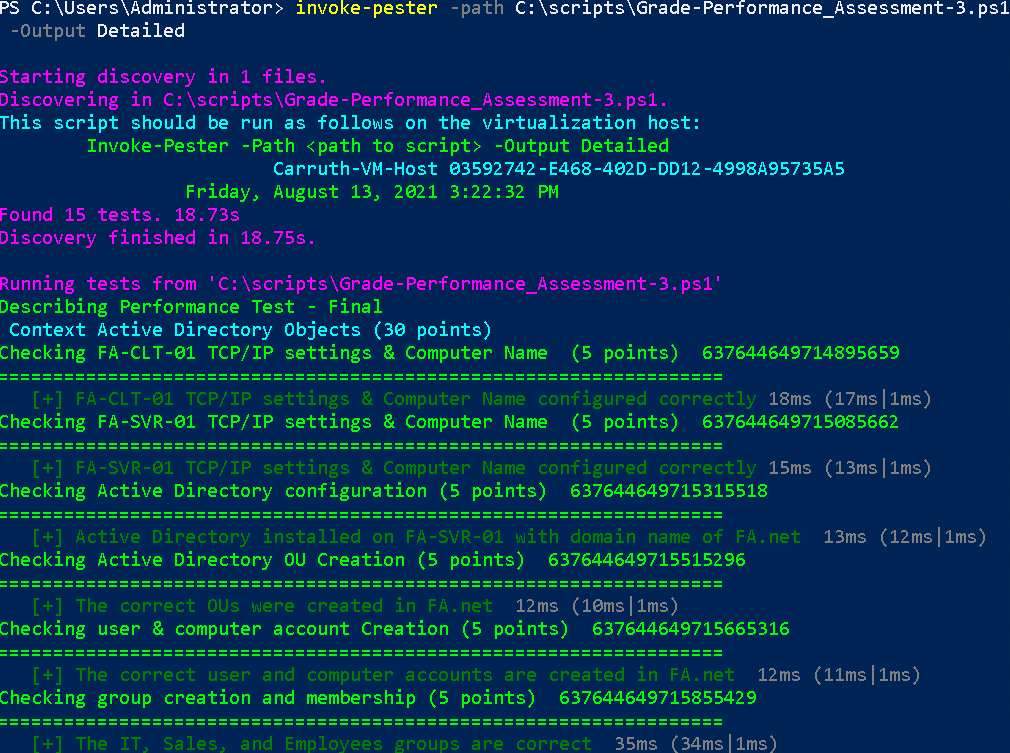 PS C:\Users\Administrator> invoke-pester -path C:\scripts\Grade-Performance_Assessment-3.ps1
-Output Detailed
Starting discovery in 1 files.
Discovering in C:\scripts\Grade-Performance_Assessment-3.ps1.
This script should be run as follows on the virtualization host:
Invoke-Pester -Path <path to script> -Output Detailed
Carruth-VM-Host 03592742-E468-402D-DD12-4998A95735A5
Friday, August 13, 2021 3:22:32 PM
Found 15 tests. 18.73s
Discovery finished in 18.75s.
Running tests from 'C:\scripts\Grade-Performance_Assessment-3.ps1'
Describing Performance Test - Final
Context Active Directory Objects (30 points)
Checking FA-CLT-01 TCP/IP settings & Computer Name  (5 points)  637644649714895659
==================================================================
[+] FA-CLT-01 TCP/IP settings & Computer Name configured correctly 18ms (17ms|1ms)
Checking FA-SVR-01 TCP/IP settings & Computer Name  (5 points)  637644649715085662
==================================================================
[+] FA-SVR-01 TCP/IP settings & Computer Name configured correctly 15ms (13ms|1ms)
Checking Active Directory configuration (5 points)  637644649715315518
==================================================================
[+] Active Directory installed on FA-SVR-01 with domain name of FA.net  13ms (12ms|1ms)
Checking Active Directory OU Creation (5 points)  637644649715515296
==================================================================
[+] The correct OUs were created in FA.net  12ms (10ms|1ms)
Checking user & computer account Creation (5 points)  637644649715665316
==================================================================
[+] The correct user and computer accounts are created in FA.net  12ms (11ms|1ms)
Checking group creation and membership (5 points)  637644649715855429
==================================================================
[+] The IT, Sales, and Employees groups are correct  35ms (34ms|1ms)